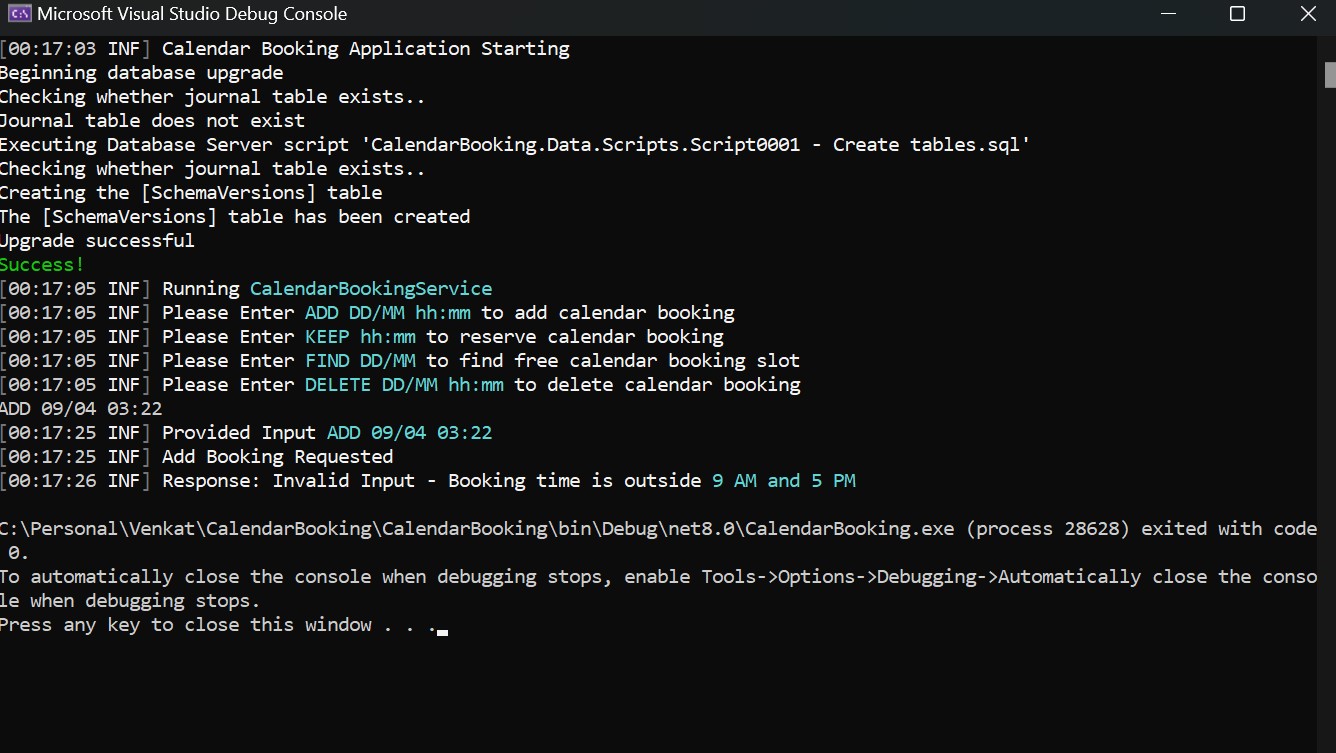 Microsoft Visual Studio Debug Console
[00:17:03 INF] Calendar Booking Application Starting
Beginning database upgrade
Checking whether journal table exists..
Journal table does not exist
Executing Database Server script 'CalendarBooking.Data.Scripts.Script0001 - Create tables.sql'
Checking whether journal table exists..
Creating the [SchemaVersions] table
The [SchemaVersions] table has been created
Upgrade successful
Success!
[00:17:05 INF] Running CalendarBookingService
[00:17:05 INF] Please Enter ADD DD/MM hh:mm to add calendar booking
[00:17:05 INF] Please Enter KEEP hh:mm to reserve calendar booking
[00:17:05 INF] Please Enter FIND DD/MM to find free calendar booking slot
[00:17:05 INF] Please Enter DELETE DD/MM hh:mm to delete calendar booking
ADD 09/04 03:22
[00:17:25 INF] Provided Input ADD 09/04 03:22
[00:17:25 INF] Add Booking Requested
[00:17:26 INF] Response: Invalid Input - Booking time is outside 9 AM and 5 PM
C:\Personal\Venkat\CalendarBooking\CalendarBooking\bin\Debug\net8.0\CalendarBooking.exe (process 28628) exited with code
 0.
To automatically close the console when debugging stops, enable Tools->Options->Debugging->Automatically close the conso
le when debugging stops.
Press any key to close this window . . .